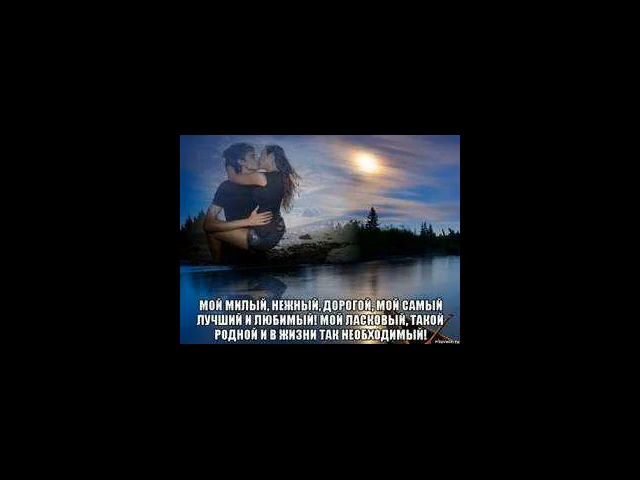 МОЙ МИЛЫЙ, НЕЖНЫЙ, ДОРОГОЙ, МОЙ САМЫЙ
ЛУЧШИЙ И ЛЮБИМЫЙ! МОЙ ЛАСКОВЫЙ, ТАКОЙ
РОДНОЙ И В ЖИЗНИ ТАК НЕОБХОДИМЫЙ!